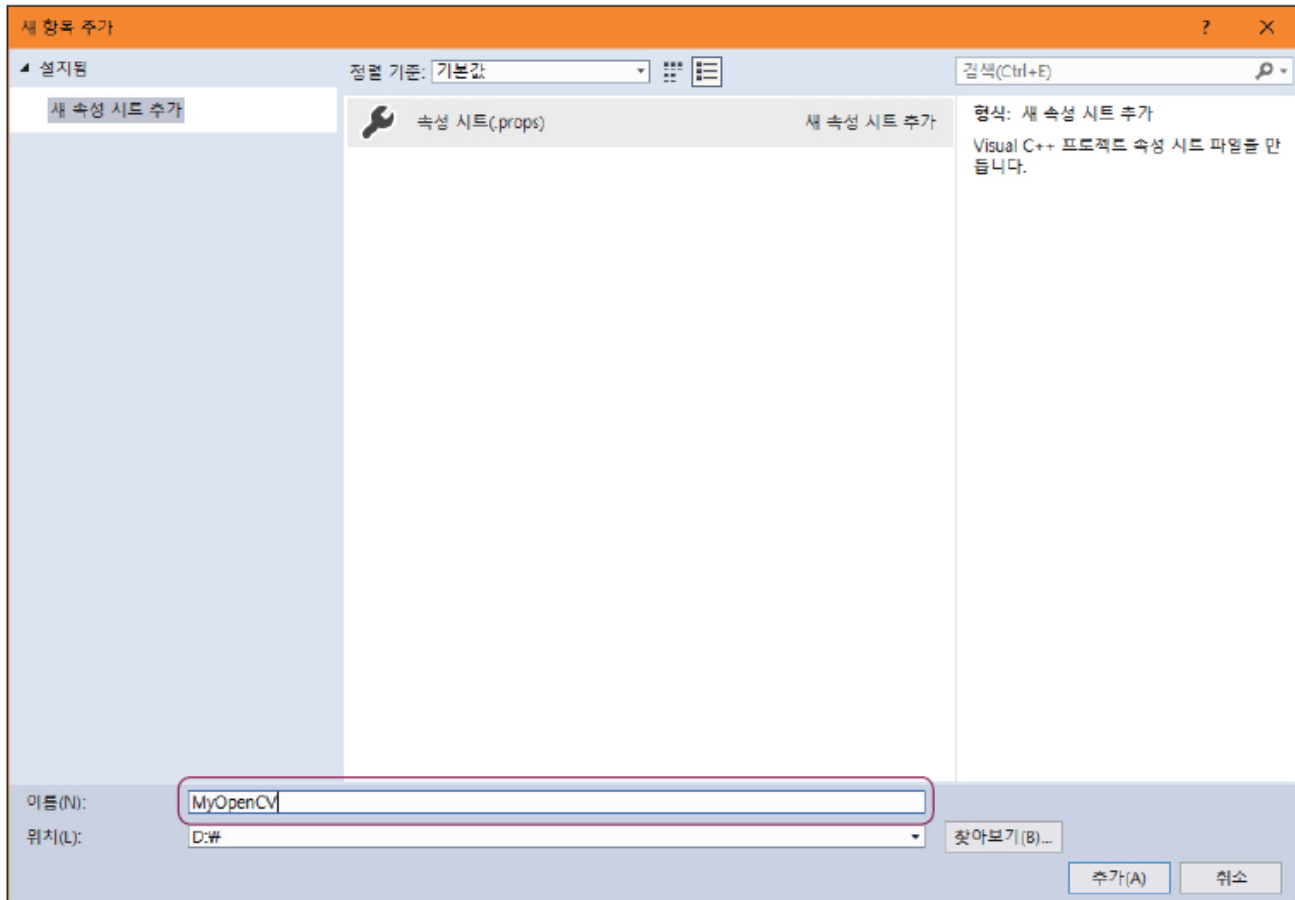 새 항목 추가
?
설치됨
새 속성 시트 추가
정렬 기준: 기본값
속성 시트(.props) 새 속성 시트 추가
검색(Ctrl+E)
형식: 새 속성 시트 추가
Visual C++ 프로젝트 속성 시트 파일을 만
듭니다.
이름(N): MyOpenCV
위치(L): D:₩ 찾아보기(B)...
추가(A) 취소